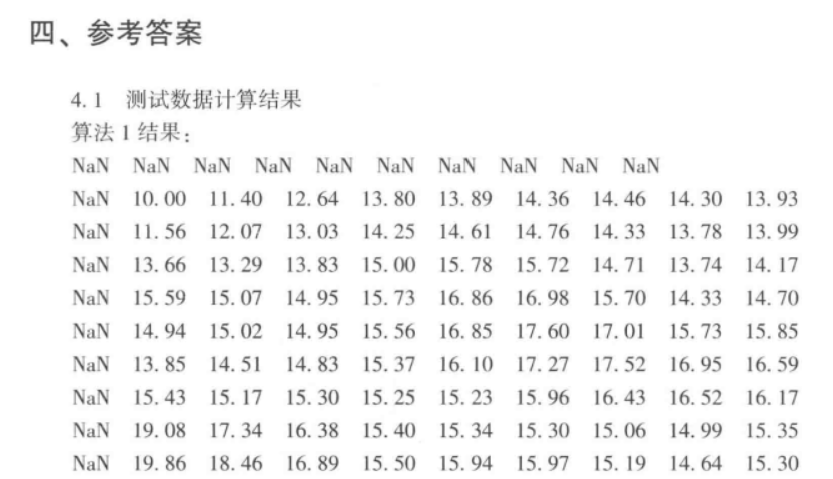 四、参考答案
4.1 测试数据计算结果
算法1结果：
NaN NaN NaN NaN NaN NaN NaN NaN NaN NaN
NaN 10.00 11.40 12.64 13.80 13.89 14.36 14.46 14.30 13.93
NaN 11.56 12.07 13.03 14.25 14.61 14.76 14.33 13.78 13.99
NaN 13.66 13.29 13.83 15.00 15.78 15.72 14.71 13.74 14.17
NaN 15.59 15.07 14.95 15.73 16.86 16.98 15.70 14.33 14.70
NaN 14.94 15.02 14.95 15.56 16.85 17.60 17.01 15.73 15.85
NaN 13.85 14.51 14.83 15.37 16.10 17.27 17.52 16.95 16.59
NaN 15.43 15.17 15.30 15.25 15.23 15.96 16.43 16.52 16.17
NaN 19.08 17.34 16.38 15.40 15.34 15.30 15.06 14.99 15.35
NaN 19.86 18.46 16.89 15.50 15.94 15.97 15.19 14.64 15.30